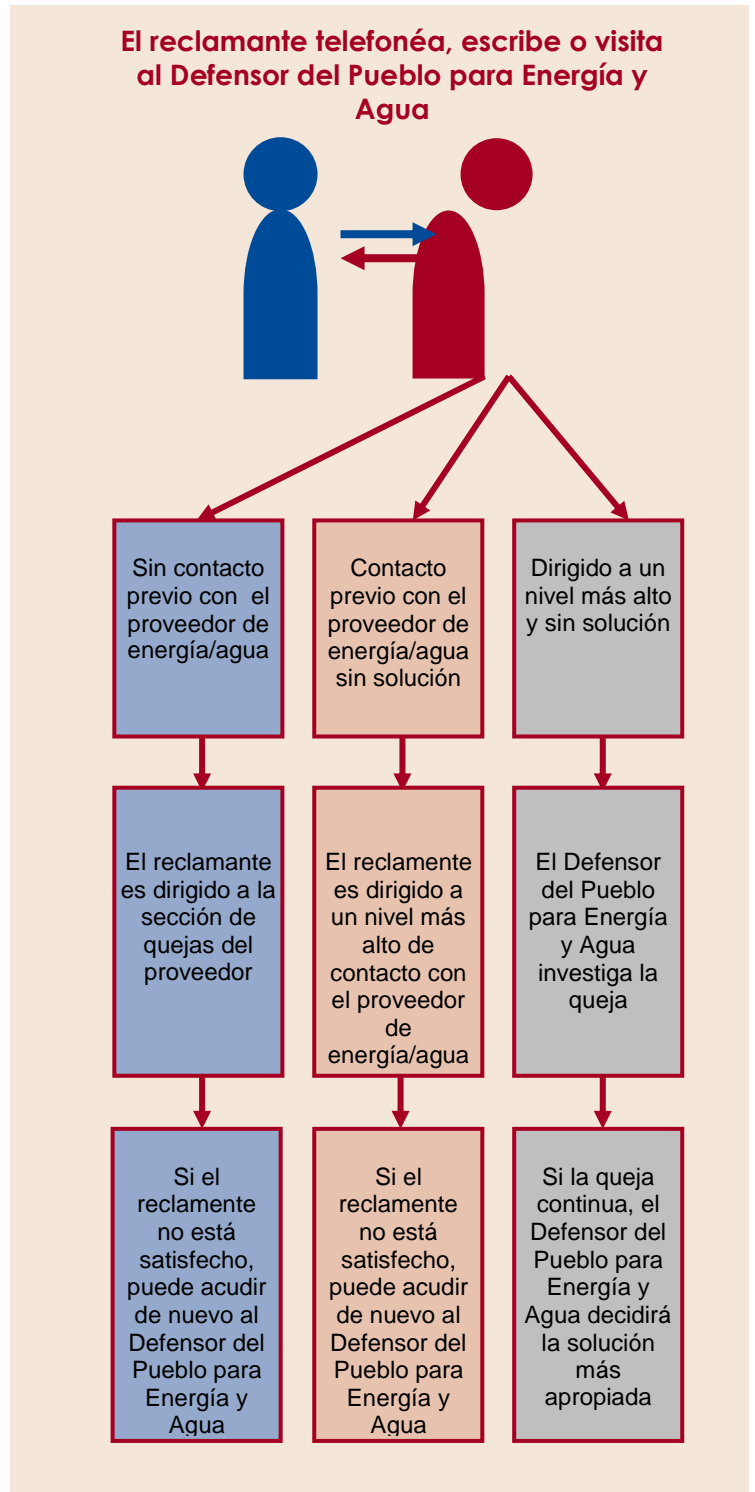 El reclamante telefonéa, escribe o visita
al Defensor del Pueblo para Energía y
Agua
Sin contacto
previo con el
proveedor de
energía/agua
Contacto
previo con el
proveedor de
energía/agua
sin solución
Dirigido a un
nivel más alto
y sin solución
El reclamante
es dirigido a la
sección de
quejas del
proveedor
El reclamente
es dirigido a
un nivel más
alto de
contacto con
el proveedor
de
energía/agua
El Defensor
del Pueblo
para Energía
y Agua
investiga la
queja
Si el
reclamente
no está
satisfecho,
puede acudir
de nuevo al
Defensor del
Pueblo para
Energía y
Agua
Si el
reclamente
no está
satisfecho,
puede acudir
de nuevo al
Defensor del
Pueblo para
Energía y
Agua
Si la queja
continua, el
Defensor del
Pueblo para
Energía y
Agua decidirá
la solución
más
apropiada